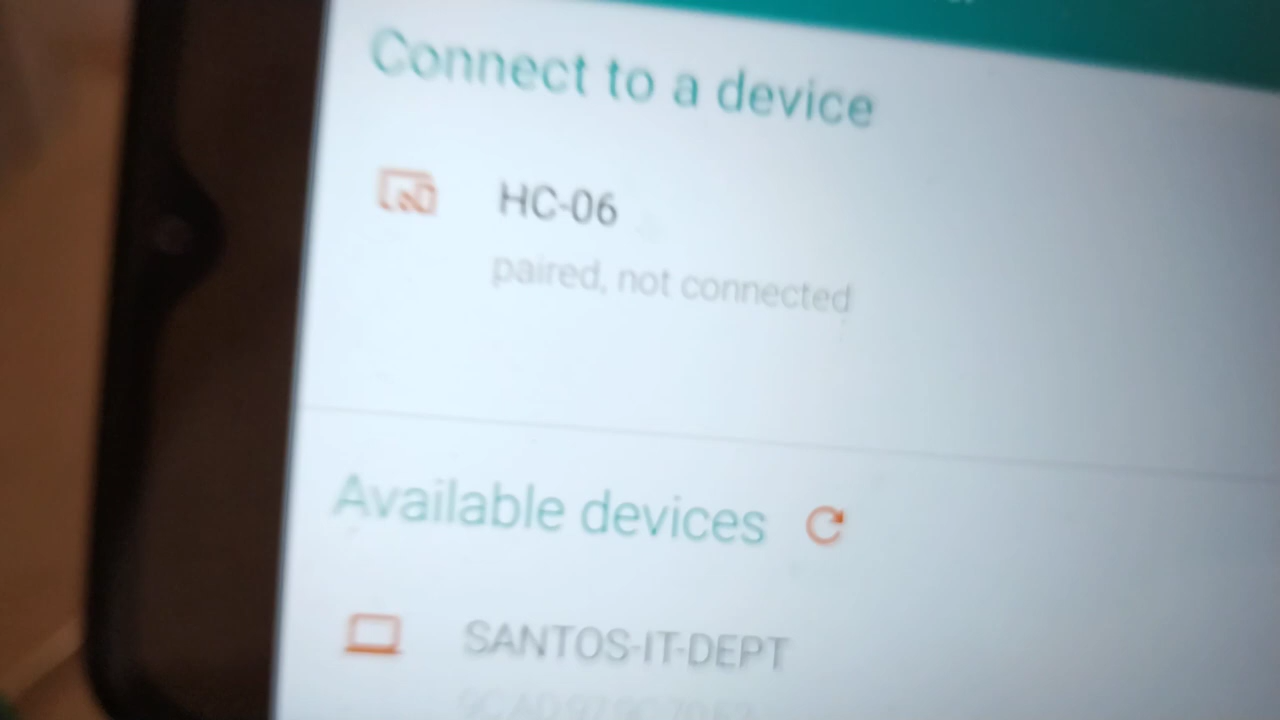 Connect to a device
HC-06
paired, not connected
Available devices
SANTOS-IT-DEPT